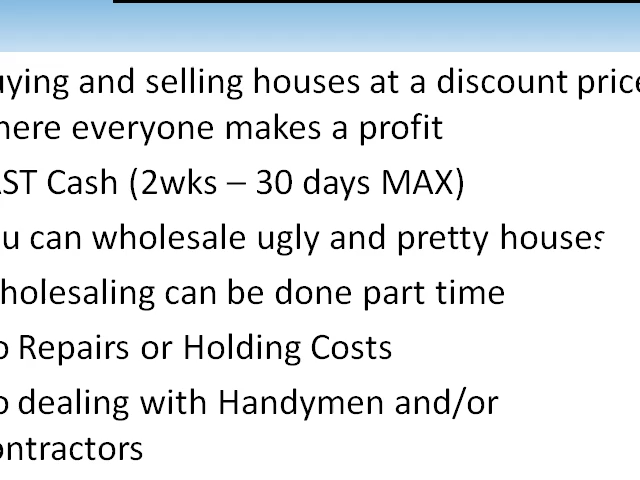 uying and selling houses at a discount price
here everyone makes a profit
ST Cash (2wks – 30 days MAX)
u can wholesale ugly and pretty houses
holesaling can be done part time
o Repairs or Holding Costs
o dealing with Handymen and/or
ontractors